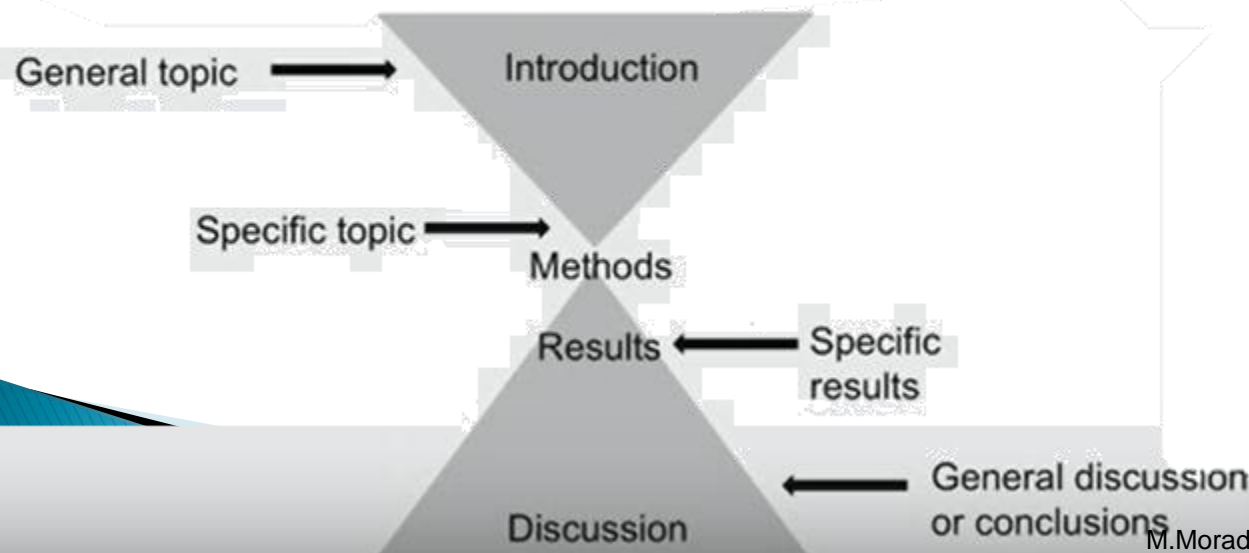 General topic
Introduction
Specific topic
Methods
Results
Specific
results
General discussion
or conclusions
Discussion
M.Morad